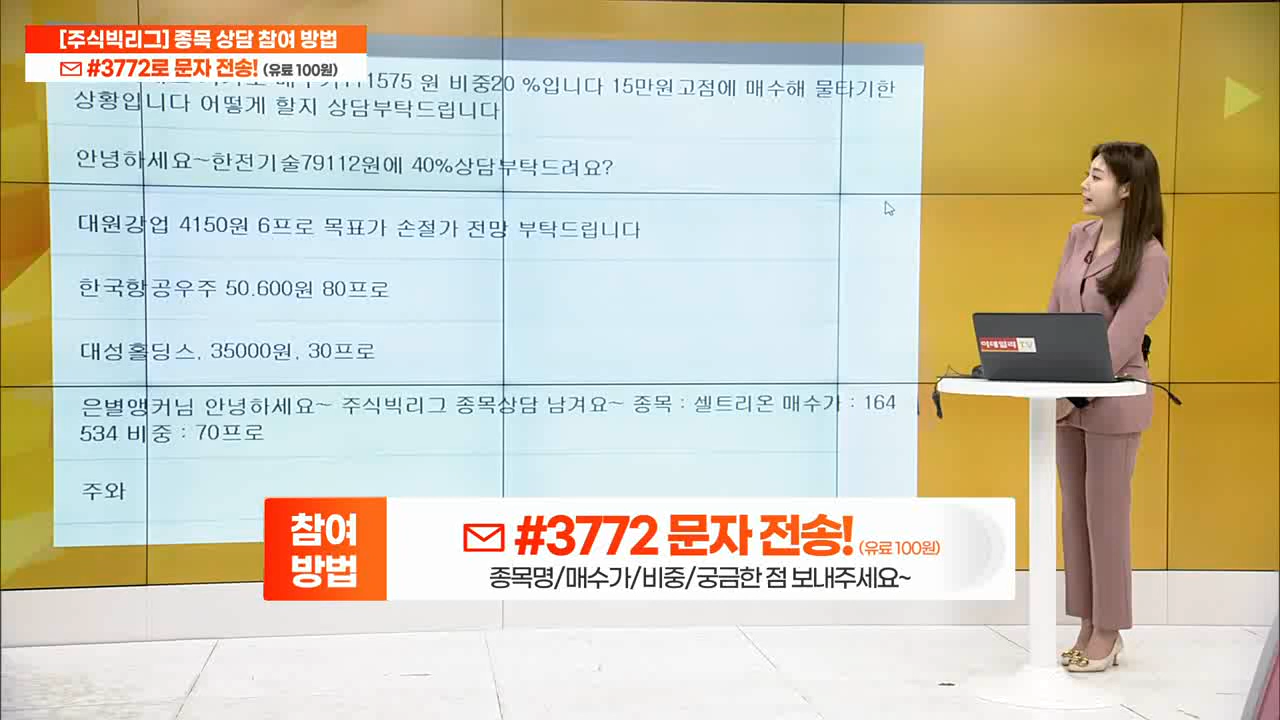 [주식빅리그] 종목 상담 참여 방법
#3772로 문자 전송! (유료 100원)
1575 원 비중20 %입니다 15만원고점에 매수해 물타기한
상황입니다 어떻게 할지 상담부탁드립니다
안녕하세요~한전기술79112원에 40%상담부탁드려요?
대원강업 4150원 6프로 목표가 손절가 전망 부탁드립니다
한국항공우주 50.600원 80프로
대성홀딩스, 35000원, 30프로
은별앵커님 안녕하세요~ 주식빅리그 종목상담 남겨요~ 종목 : 셀트리온 매수가 : 164
534 비중 : 70프로
주와
이데일리 TV
참여
방법
#3772 문자 전송! (유료 100원)
종목명/매수가/비중/궁금한 점 보내주세요~